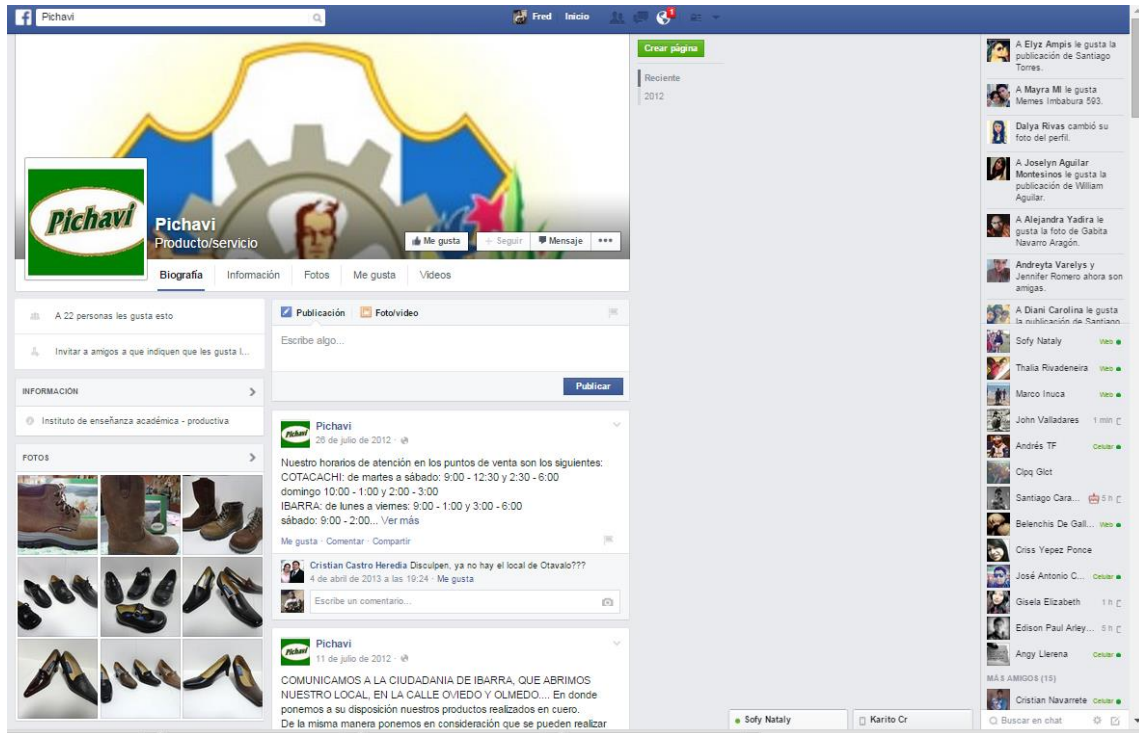 Pichavi
Fred Inicio
1
Pichavi
Pichavi
Producto/servicio
Me gusta
Seguir
Mensaje
Biografía Información Fotos Me gusta Videos
Crear página
Reciente
2012
A 22 personas les gusta esto
Invitar a amigos a que indiquen que les gusta l...
INFORMACIÓN
Instituto de enseñanza académica - productiva
FOTOS
Publicación Foto/video
Escribe algo...
Publicar
Pichavi
Pichavi
26 de julio de 2012
Nuestro horarios de atención en los puntos de venta son los siguientes:
COTACACHI: de martes a sábado: 9:00 - 12:30 y 2:30 - 6:00
domingo 10:00 - 1:00 y 2:00 - 3:00
IBARRA: de lunes a viernes: 9:00 - 1:00 y 3:00 - 6:00
sábado: 9:00 - 2:00... Ver más
Me gusta · Comentar · Compartir
Cristian Castro Heredia Disculpen, ya no hay el local de Otavalo???
4 de abril de 2013 a las 19:24 · Me gusta
Escribe un comentario...
Pichavi
Pichavi
11 de julio de 2012
COMUNICAMOS A LA CIUDADANIA DE IBARRA, QUE ABRIMOS
NUESTRO LOCAL, EN LA CALLE OVIEDO Y OLMEDO.... En donde
ponemos a su disposición nuestros productos realizados en cuero.
De la misma manera ponemos en consideración que se pueden realizar
A Elyz Ampis le gusta la
publicación de Santiago
Torres.
A Mayra Ml le gusta
Memes Imbabura 593.
Dalya Rivas cambió su
foto del perfil.
A Joselyn Aguilar
Montesinos le gusta la
publicación de William
Aguilar.
A Alejandra Yadira le
gusta la foto de Gabita
Navarro Aragón.
Andreyta Varelys y
Jennifer Romero ahora son
amigas.
A Diani Carolina le gusta
la publicación de Santiago
Sofy Nataly Web
Thalia Rivadeneira Web
Marco Inuca Web
John Valladares 1 min
Andrés TF Celular
Cipq Glct
Santiago Cara... 5 h
Belenchis De Gall... Web
Criss Yepez Ponce
José Antonio C... Celular
Gisela Elizabeth 1 h
Edison Paul Arley... 5 h
Angy Llerena Celular
MÁS AMIGOS (15)
Cristian Navarrete Celular
Buscar en chat
Sofy Nataly
Karito Cr